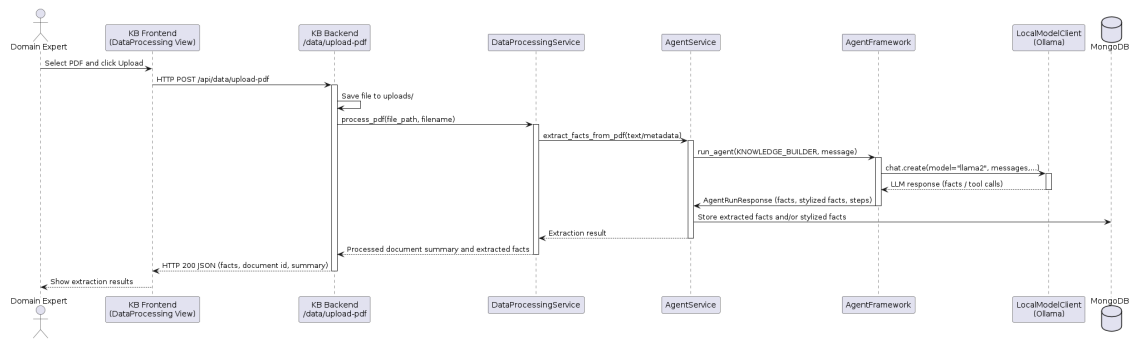 Domain Expert
KB Frontend
(DataProcessing View)
KB Backend
/data/upload-pdf
DataProcessingService
AgentService
AgentFramework
LocalModelClient
(Ollama)
MongoDB
Select PDF and click Upload
HTTP POST /api/data/upload-pdf
Save file to uploads/
process_pdf(file_path, filename)
extract_facts_from_pdf(text/metadata)
run_agent(KNOWLEDGE_BUILDER, message)
chat.create(model="llama2", messages,...)
LLM response (facts / tool calls)
AgentRunResponse (facts, stylized facts, steps)
Store extracted facts and/or stylized facts
Extraction result
Processed document summary and extracted facts
HTTP 200 JSON (facts, document id, summary)
Show extraction results
Domain Expert
KB Frontend
(DataProcessing View)
KB Backend
/data/upload-pdf
DataProcessingService
AgentService
AgentFramework
LocalModelClient
(Ollama)
MongoDB